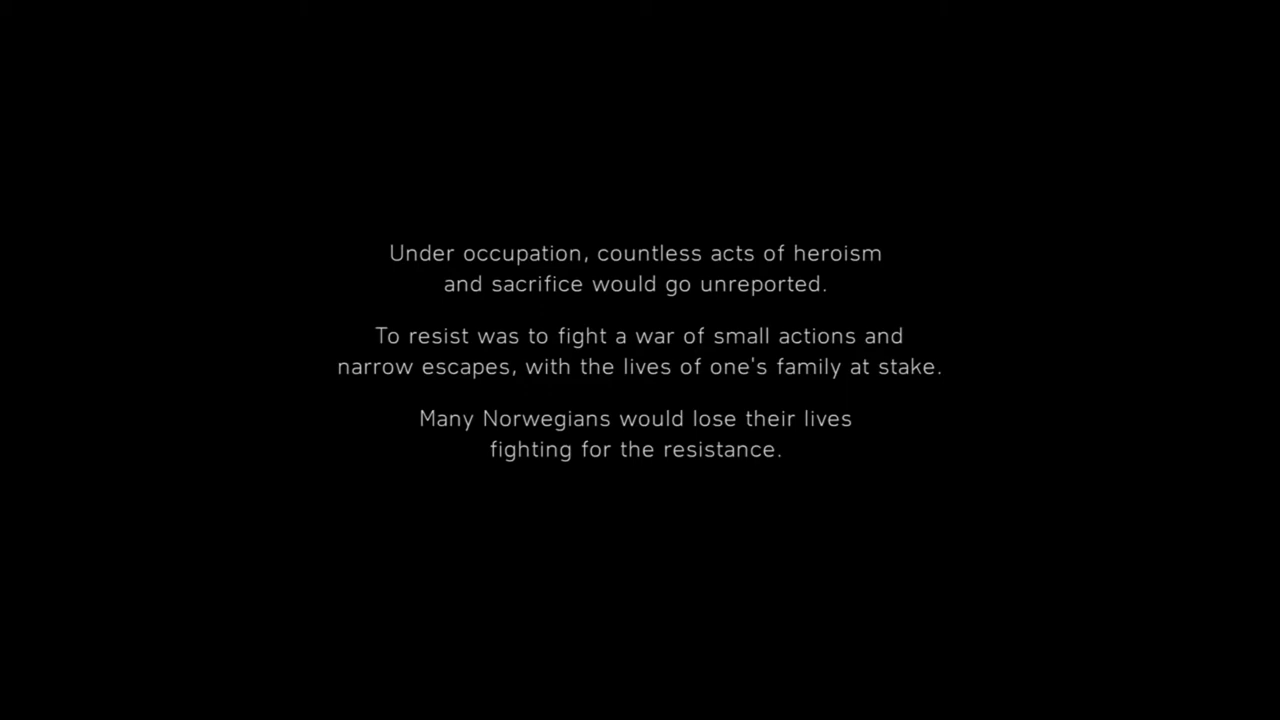 Under occupation, countless acts of heroism
and sacrifice would go unreported.
To resist was to fight a war of small actions and
narrow escapes, with the lives of one's family at stake.
Many Norwegians would lose their lives
fighting for the resistance.